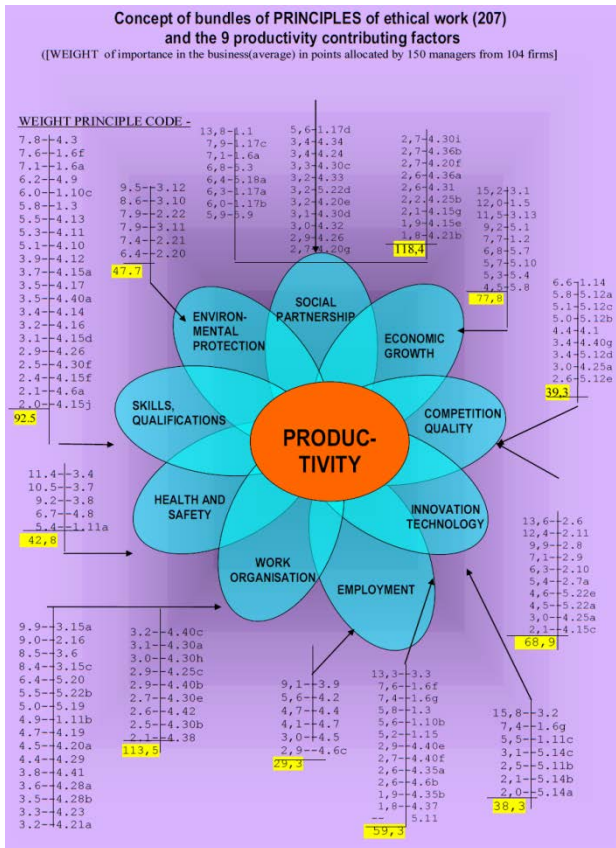 Concept of bundles of PRINCIPLES of ethical work (207)
and the 9 productivity contributing factors
([WEIGHT of importance in the business(average) in points allocated by 150 managers from 104 firms]
WEIGHT PRINCIPLE CODE -
7.8--4.3
7.6-1.6f
7.1--1.6a
6.2--4.9
6.0--1.10c
5.8--1.3
5.5--4.13
5.3--4.11
5.1--4.10
3.9--4.12
3.7--4.15a
3.5--4.17
3.5--4.40a
3.4--4.14
3.2--4.16
3.1--4.15d
2.9--4.26
2.5--4.30f
2.4--4.15f
2.1--4.6a
2.0--4.15j
92.5
9.5--3.12
8.6--3.10
7.9--2.22
7.9--3.11
7.4--2.21
6.4--2.20
47.7
13,8-1.1
7,9-1.17c
7,1-1.6a
6,8-5.3
6,4-5.18a
6,3-1.17a
6,0-1.17b
5,9-5.9
5,6-1.17d
3,4-4.34
3,4-4.24
3,3-4.30c
3,2-4.33
3,2-5.22d
3,2-4.20e
3,1-4.30d
3,0-4.32
2,9-4.26
2,7-4.20g
2,7-4.30i
2,7-4.36b
2,7-4.20f
2,6-4.36a
2,6-4.31
2,2-4.25b
2,1-4.15g
1,9-4.15e
1,8-4.21b
118,4
15,2-3.1
12,0-1.5
11,5-3.13
9,2-5.1
7,7-1.2
6,8-5.7
5,7-5.10
5,3-5.4
4,5-5.8
77,8
6.6-1.14
5.8-5.12a
5,1-5.12c
5,0-5.12b
4,4-4.1
3,4-4.40g
3,4-5.12d
3,0-4.25a
2,6-5.12e
39,3
ENVIRON-
MENTAL
PROTECTION
SOCIAL
PARTNERSHIP
ECONOMIC
GROWTH
SKILLS,
QUALIFICATIONS
COMPETITION
QUALITY
PRODUC-
TIVITY
HEALTH AND
SAFETY
INNOVATION
TECHNOLOGY
WORK
ORGANISATION
EMPLOYMENT
11.4--3.4
10.5--3.7
9.2--3.8
6.7--4.8
5.4--1.11a
42,8
13,6-2.6
12,4-2.11
9,9-2.8
7,1-2.9
6,3-2.10
5,4-2.7a
4,6-5.22e
4,5-5.22a
3,0-4.25a
2,1-4.15c
68,9
9.9--3.15a
9.0--2.16
8.5--3.6
8.4--3.15c
6.4--5.20
5.5--5.22b
5.0--5.19
4.9--1.11b
4.7--4.19
4.5--4.20a
4.4--4.29
3.8--4.41
3.6--4.28a
3.5--4.28b
3.3--4.23
3.2--4.21a
3.2--4.40c
3.1--4.30a
3.0--4.30h
2.9--4.25c
2.9--4.40b
2.7--4.30e
2.6--4.42
2.5--4.30b
2.1--4.38
113,5
9,1-3.9
5,6-4.2
4,7-4.4
4,1-4.7
3,0-4.5
2,9-4.6c
29,3
13,3-3.3
7,6-1.6f
7,4-1.6g
5,8-1.3
5,6-1.10b
5,2-1.15
2,9-4.40e
2,7-4.40f
2,6-4.35a
2,6-4.6b
1,9-4.35b
1,8-4.37
-- 5.11
59,3
15,8-3.2
7,4-1.6g
5,5-1.11c
3,1-5.14c
2,5-5.11b
2,1-5.14b
2,0-5.14a
38,3